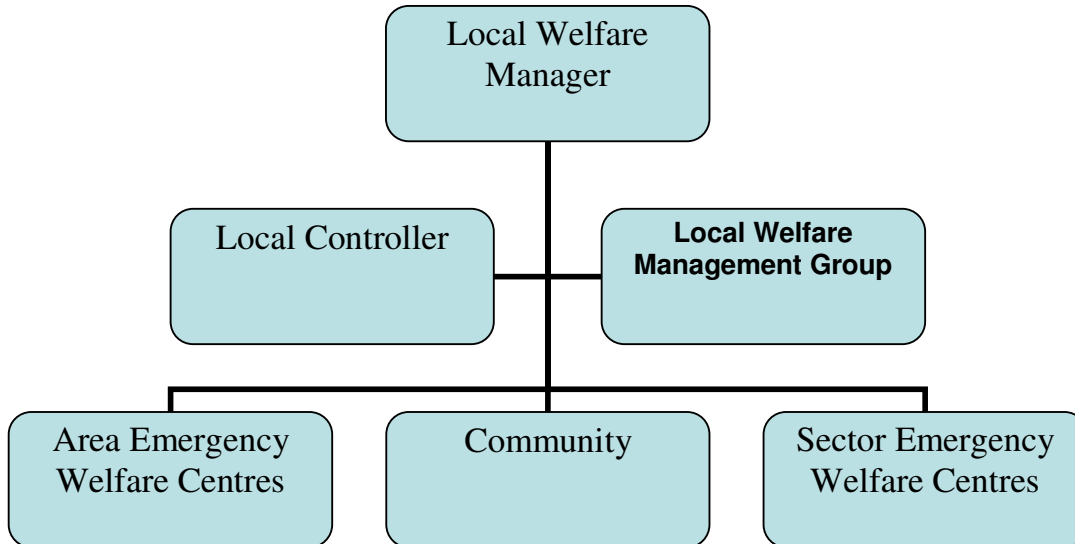 Local Welfare
Manager
Local Controller
Local Welfare
Management Group
Area Emergency
Welfare Centres
Community
Sector Emergency
Welfare Centres